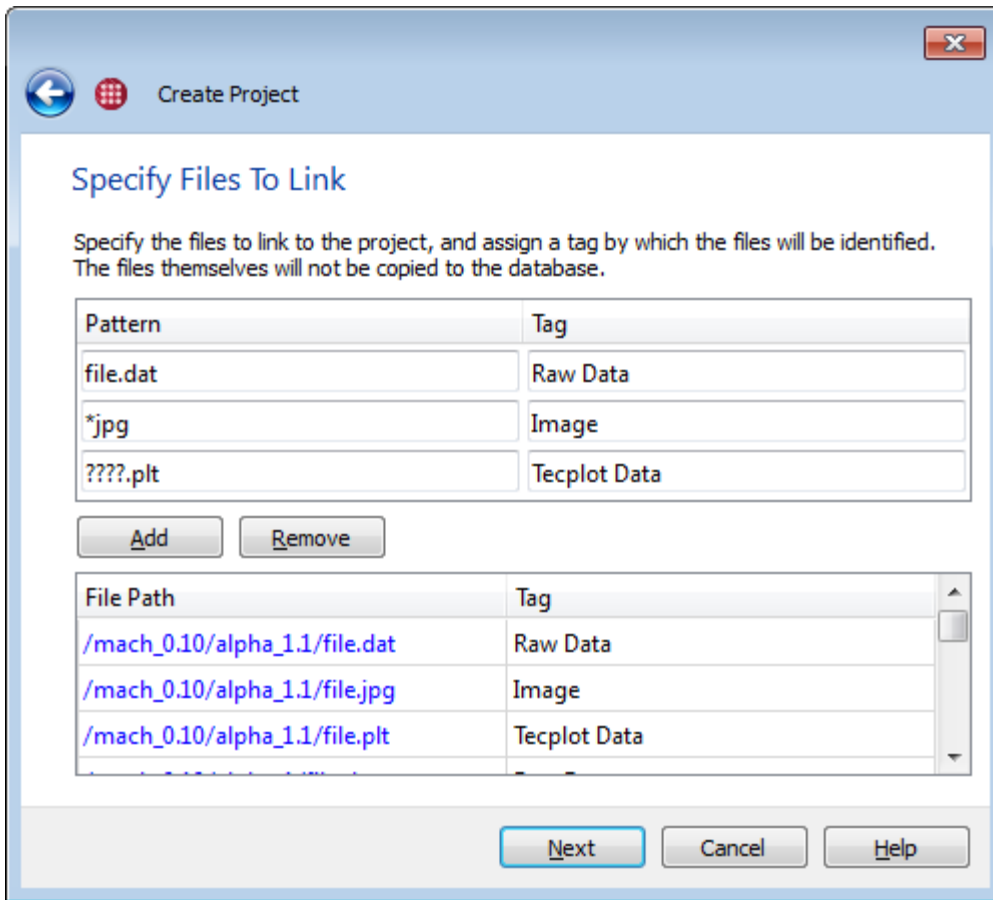 Create Project
Specify Files To Link
Specify the files to link to the project, and assign a tag by which the files will be identified.
The files themselves will not be copied to the database.
Pattern Tag
file.dat Raw Data
*jpg Image
????.plt Tecplot Data
Add Remove
File Path Tag
/mach_0.10/alpha_1.1/file.dat Raw Data
/mach_0.10/alpha_1.1/file.jpg Image
/mach_0.10/alpha_1.1/file.plt Tecplot Data
Next Cancel Help